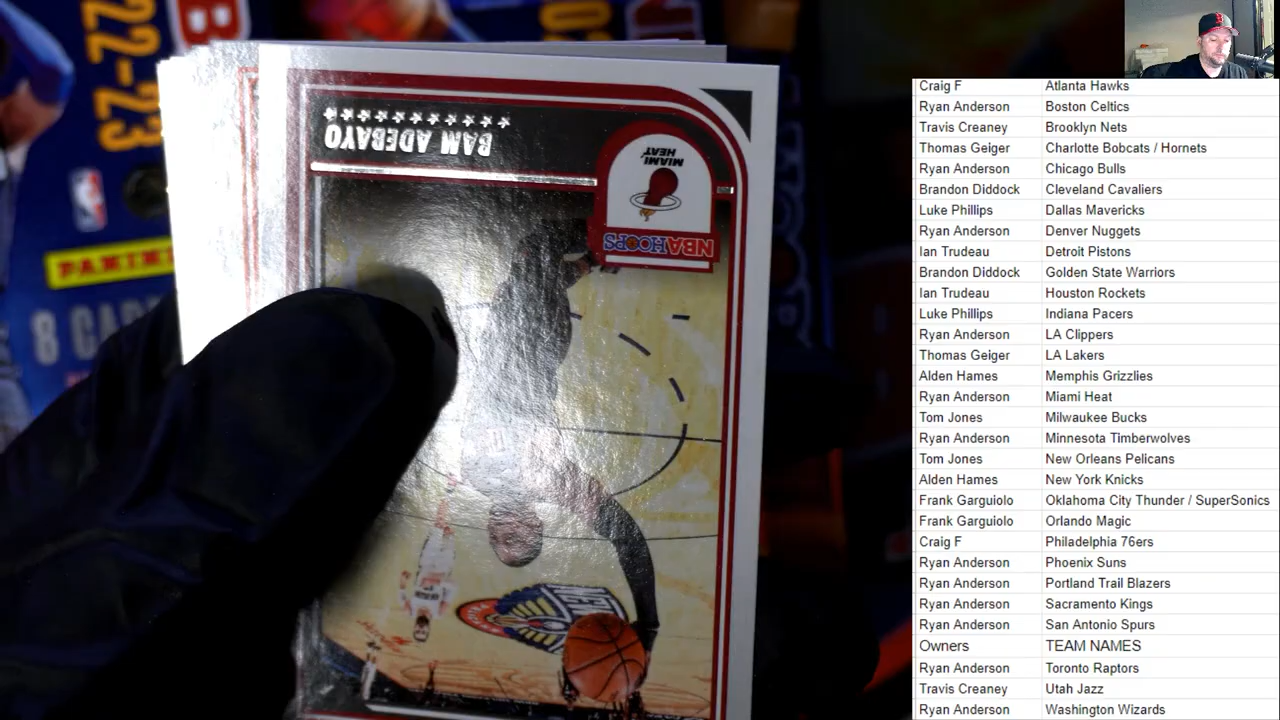 22-23
PANINI
8 CA
BAM ADEBAYO
MIAMI
HEAT
NBA HOOPS
Craig F Atlanta Hawks
Ryan Anderson Boston Celtics
Travis Creaney Brooklyn Nets
Thomas Geiger Charlotte Bobcats / Hornets
Ryan Anderson Chicago Bulls
Brandon Diddock Cleveland Cavaliers
Luke Phillips Dallas Mavericks
Ryan Anderson Denver Nuggets
Ian Trudeau Detroit Pistons
Brandon Diddock Golden State Warriors
Ian Trudeau Houston Rockets
Luke Phillips Indiana Pacers
Ryan Anderson LA Clippers
Thomas Geiger LA Lakers
Alden Hames Memphis Grizzlies
Ryan Anderson Miami Heat
Tom Jones Milwaukee Bucks
Ryan Anderson Minnesota Timberwolves
Tom Jones New Orleans Pelicans
Alden Hames New York Knicks
Frank Garguiolo Oklahoma City Thunder / SuperSonics
Frank Garguiolo Orlando Magic
Craig F Philadelphia 76ers
Ryan Anderson Phoenix Suns
Ryan Anderson Portland Trail Blazers
Ryan Anderson Sacramento Kings
Ryan Anderson San Antonio Spurs
Owners TEAM NAMES
Ryan Anderson Toronto Raptors
Travis Creaney Utah Jazz
Ryan Anderson Washington Wizards